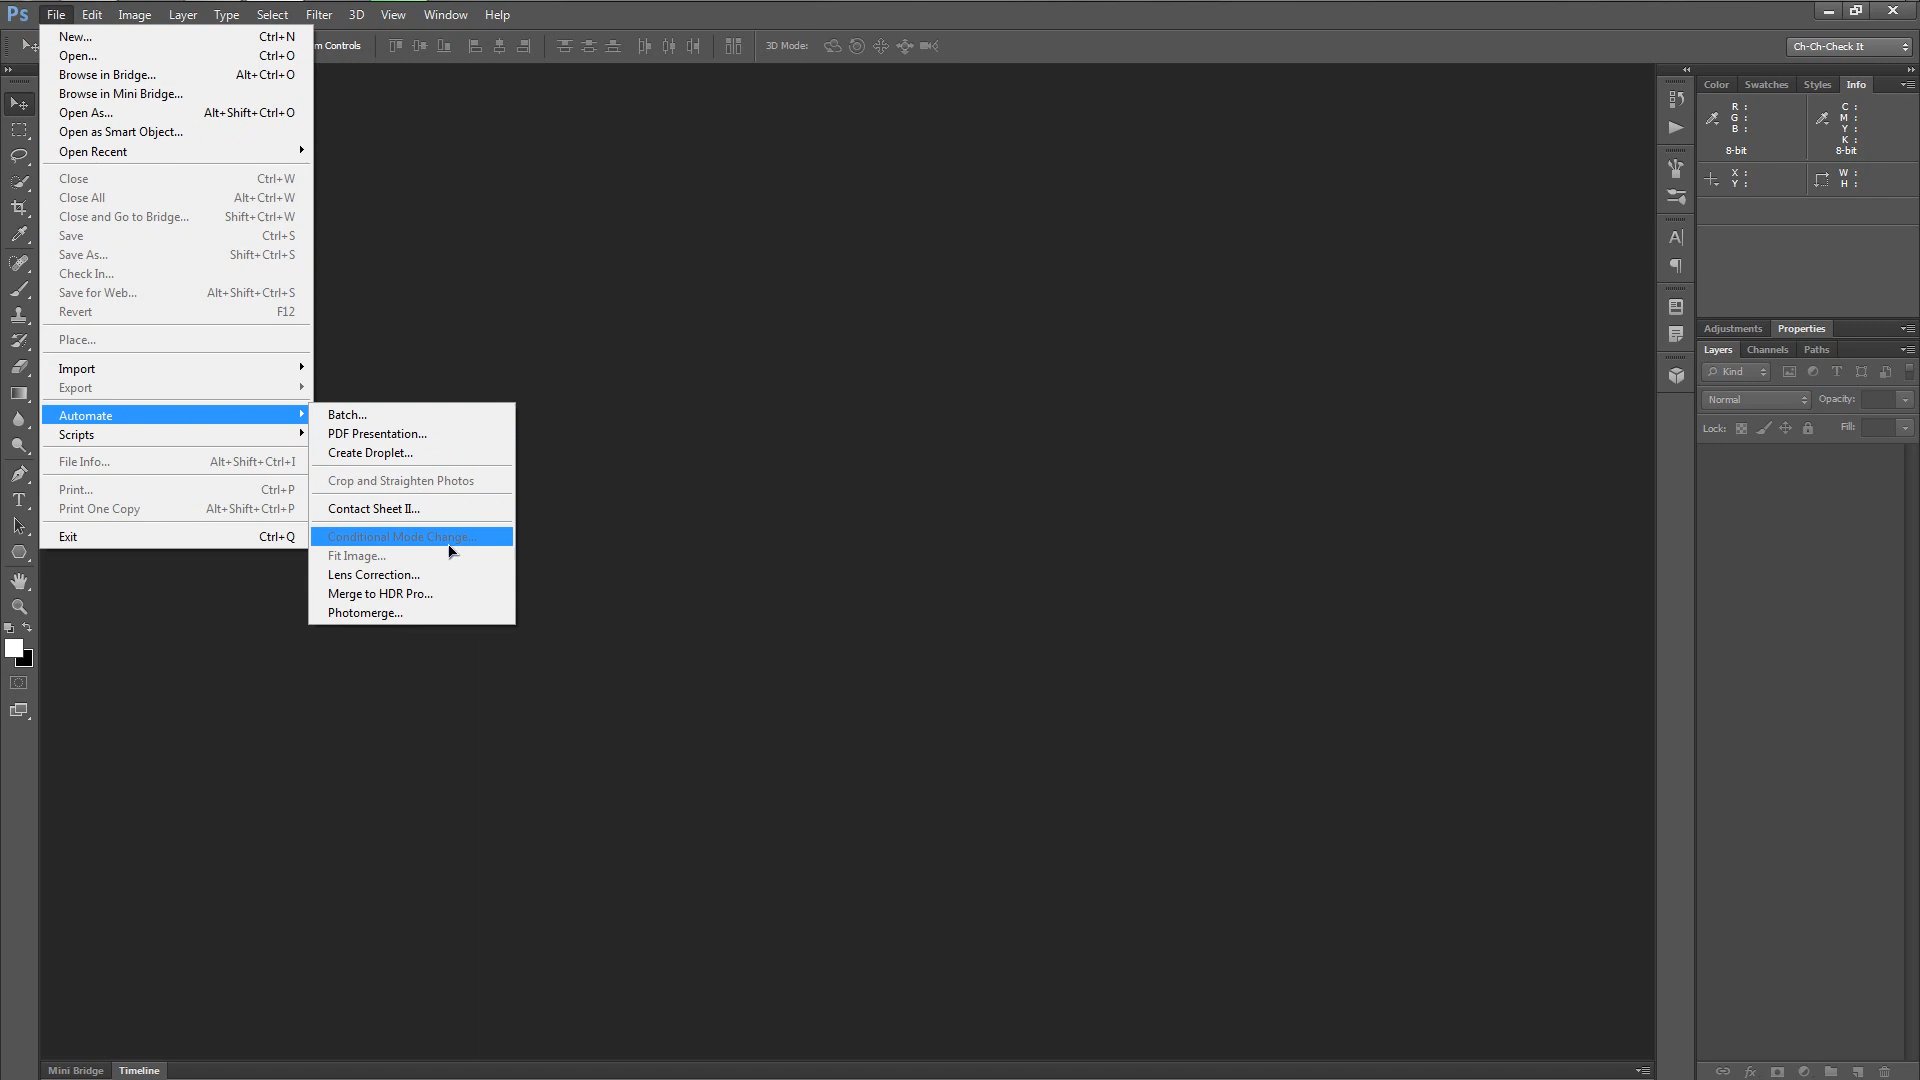 Ps File Edit Image Layer Type Select Filter 3D View Window Help
m Controls 3D Mode: Ch-Ch-Check It
New... Ctrl+N
Open... Ctrl+O
Browse in Bridge... Alt+Ctrl+O
Browse in Mini Bridge...
Open As... Alt+Shift+Ctrl+O
Open as Smart Object...
Open Recent
Close Ctrl+W
Close All Alt+Ctrl+W
Close and Go to Bridge... Shift+Ctrl+W
Save Ctrl+S
Save As... Shift+Ctrl+S
Check In...
Save for Web... Alt+Shift+Ctrl+S
Revert F12
Place...
Import
Export
Automate
Scripts
File Info... Alt+Shift+Ctrl+I
Print... Ctrl+P
Print One Copy Alt+Shift+Ctrl+P
Exit Ctrl+Q
Batch...
PDF Presentation...
Create Droplet...
Crop and Straighten Photos
Contact Sheet II...
Conditional Mode Change...
Fit Image...
Lens Correction...
Merge to HDR Pro...
Photomerge...
Color Swatches Styles Info
R : C :
G : M :
B : Y :
K :
8-bit 8-bit
X : W :
Y : H :
Adjustments Properties
Layers Channels Paths
Kind
Normal Opacity:
Lock: Fill:
Mini Bridge Timeline